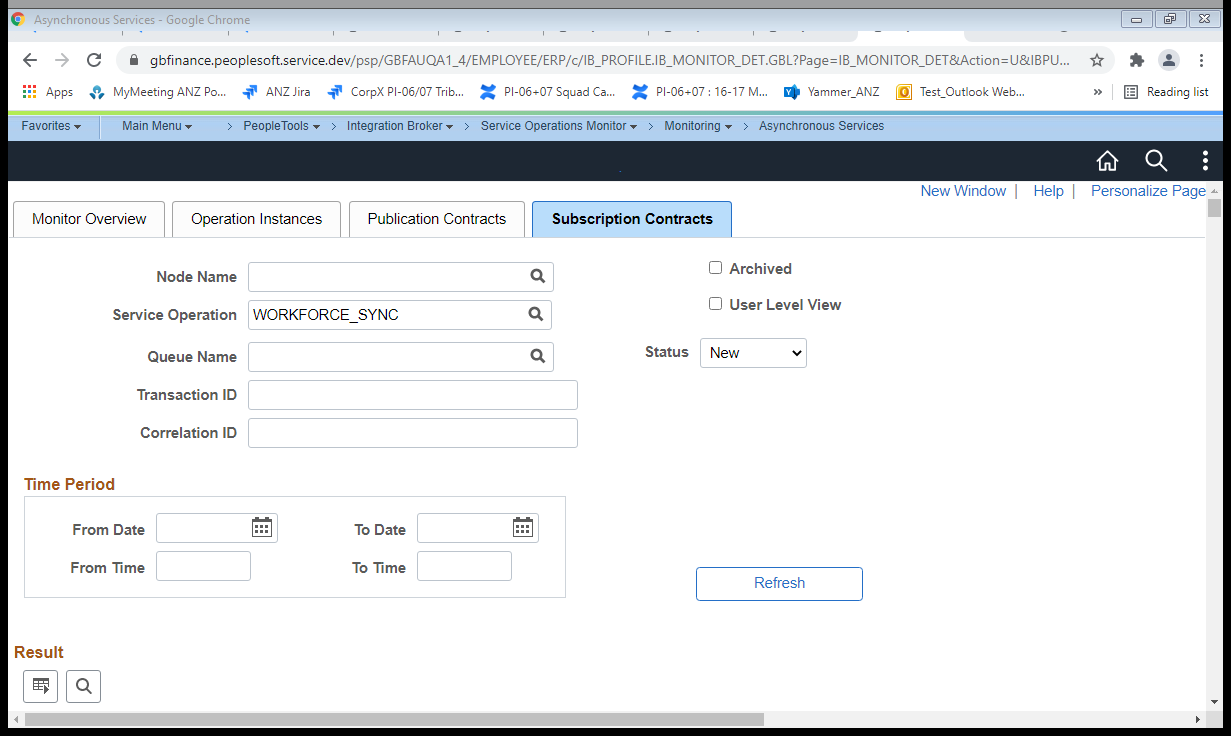 Asynchronous Services - Google Chrome
gbfinance.peoplesoft.service.dev/psp/GBFAUQA1_4/EMPLOYEE/ERP/c/IB_PROFILE.IB_MONITOR_DET.GBL?Page=IB_MONITOR_DET&Action=U&IBPU...
Apps MyMeeting ANZ Po... ANZ Jira CorpX PI-06/07 Trib... PI-06+07 Squad Ca... PI-06+07 : 16-17 M... Yammer_ANZ Test_Outlook Web... » Reading list
Favorites Main Menu > PeopleTools > Integration Broker > Service Operations Monitor > Monitoring > Asynchronous Services
New Window | Help | Personalize Page
Monitor Overview Operation Instances Publication Contracts Subscription Contracts
Node Name Archived
Service Operation WORKFORCE_SYNC User Level View
Queue Name Status New
Transaction ID
Correlation ID
Time Period
From Date To Date
From Time To Time
Refresh
Result